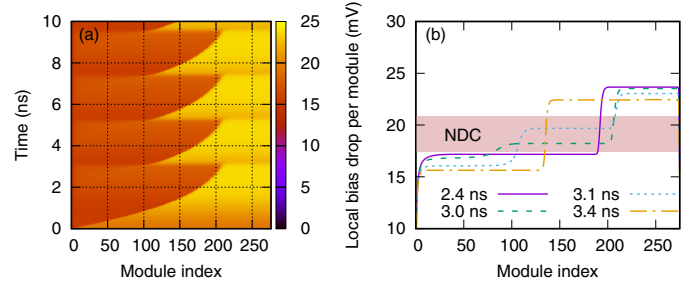 (a)
Time (ns)
10
8
6
4
2
0
0 50 100 150 200 250
Module index
25
20
15
10
5
0
(b)
Local bias drop per module (mV)
30
25
20
15
10
NDC
2.4 ns
3.0 ns
3.1 ns
3.4 ns
0 50 100 150 200 250
Module index